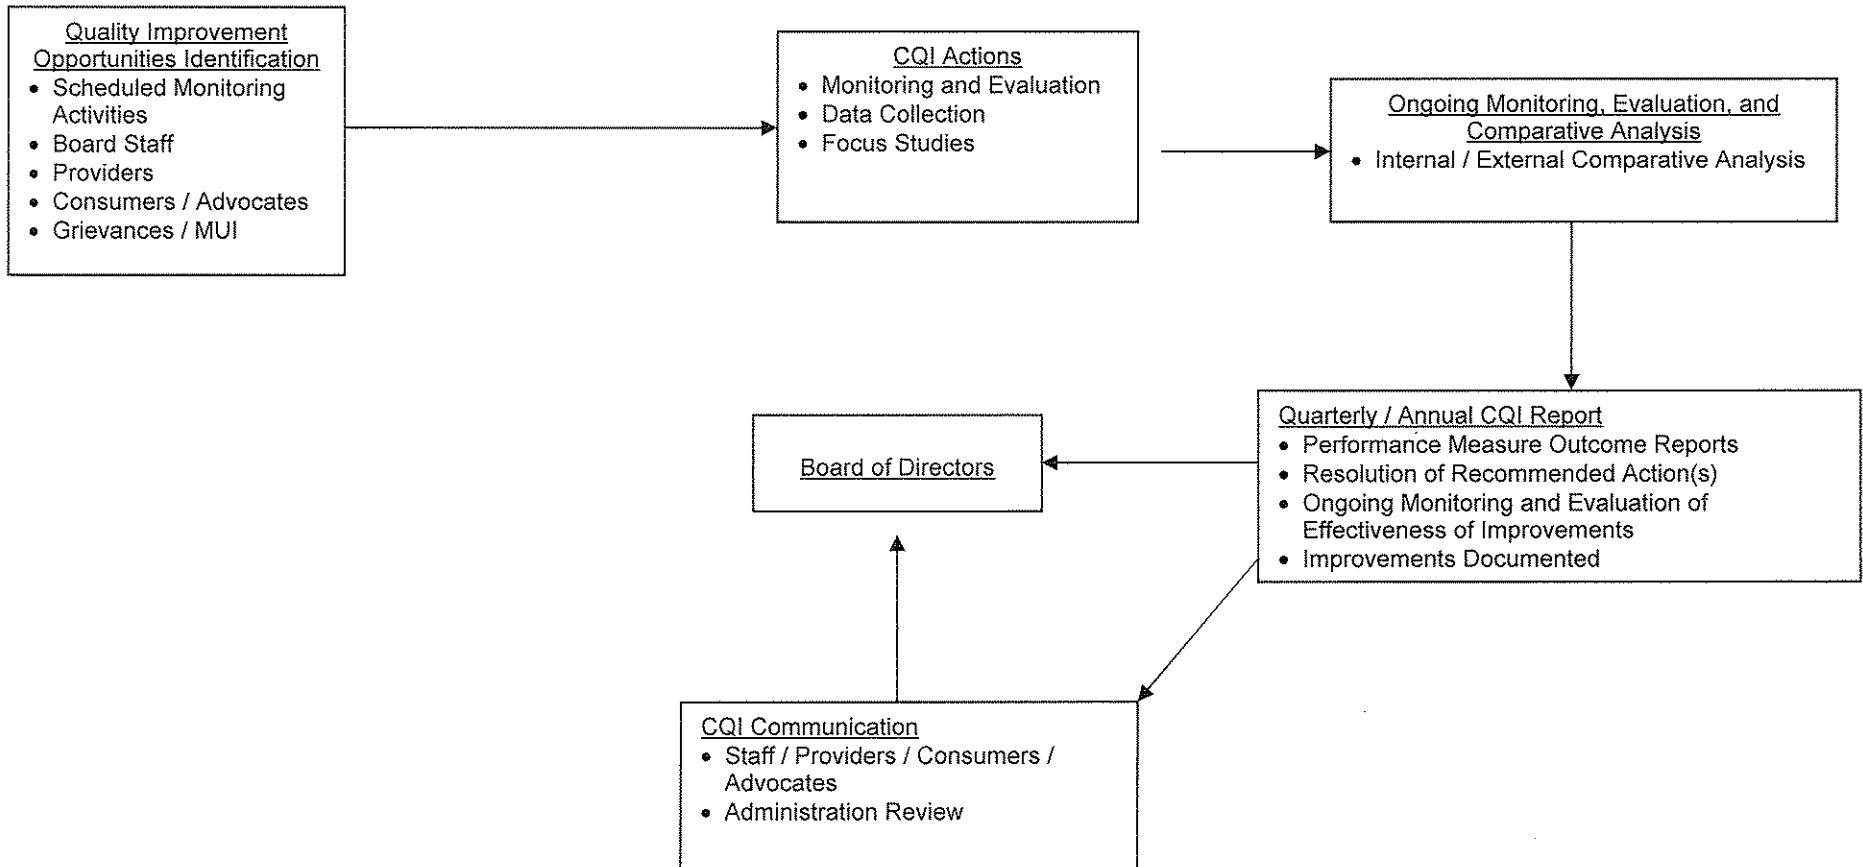 Quality Improvement
Opportunities Identification
• Scheduled Monitoring
Activities
• Board Staff
• Providers
• Consumers / Advocates
• Grievances / MUI
CQI Actions
• Monitoring and Evaluation
• Data Collection
• Focus Studies
Ongoing Monitoring, Evaluation, and
Comparative Analysis
• Internal / External Comparative Analysis
Quarterly / Annual CQI Report
• Performance Measure Outcome Reports
• Resolution of Recommended Action(s)
• Ongoing Monitoring and Evaluation of
Effectiveness of Improvements
• Improvements Documented
Board of Directors
CQI Communication
• Staff / Providers / Consumers /
Advocates
• Administration Review